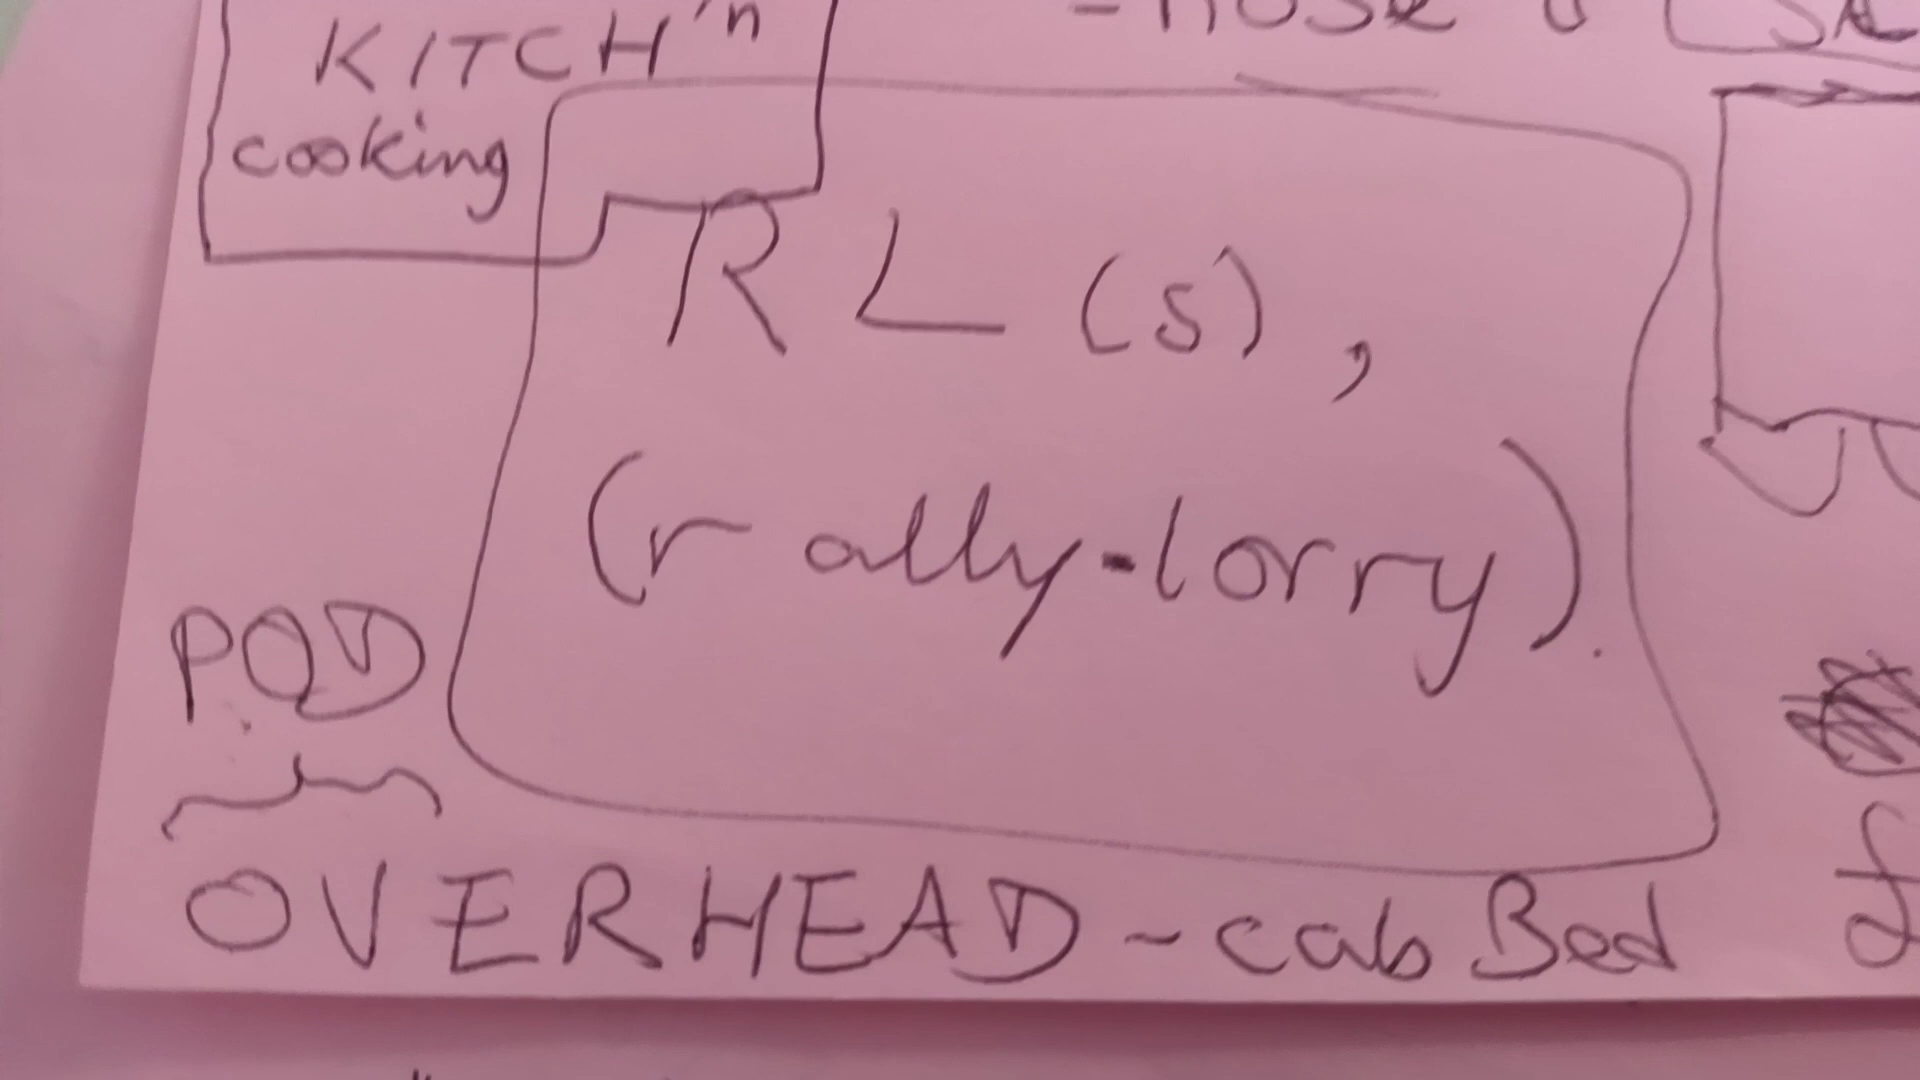 KITCH'n
cooking
RL(s),
(rally-lorry).
POD
OVERHEAD - cab Bed
£